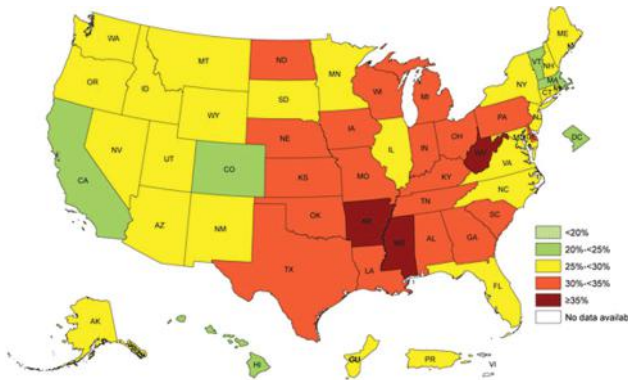 WA
MT
ND
MN
ME
VT
NH
OR
ID
SD
WI
MI
NY
MA
CT
WY
IA
PA
NJ
NE
NV
UT
CO
IL
IN
OH
MD
DC
CA
KS
MO
KY
VA
NC
TN
AZ
NM
OK
SC
TX
LA
AL
GA
FL
AK
HI
GU
PR
VI
<20%
20%-<25%
25%-<30%
30%-<35%
≥35%
No data availab